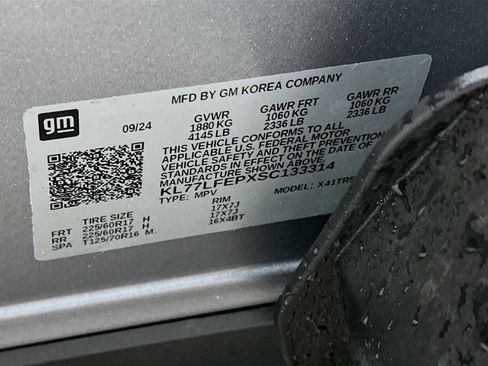 gm
MFD BY GM KOREA COMPANY
09/24
GVWR GAWR FRT GAWR RR
1880 KG 1060 KG 1060 KG
4145 LB 2336 LB 2336 LB
THIS VEHICLE CONFORMS TO ALL
APPLICABLE U.S. FEDERAL MOTOR
VEHICLE SAFETY AND THEFT PREVENTION
STANDARDS IN EFFECT ON THE DATE OF
MANUFACTURE SHOWN ABOVE.
KL77LFEPXSC133314
TYPE: MPV MODEL: X41TR5
TIRE SIZE RIM
FRT 225/60R17 H 17X7J
RR 225/60R17 H 17X7J
SPA T125/70R16 M 16X4BT